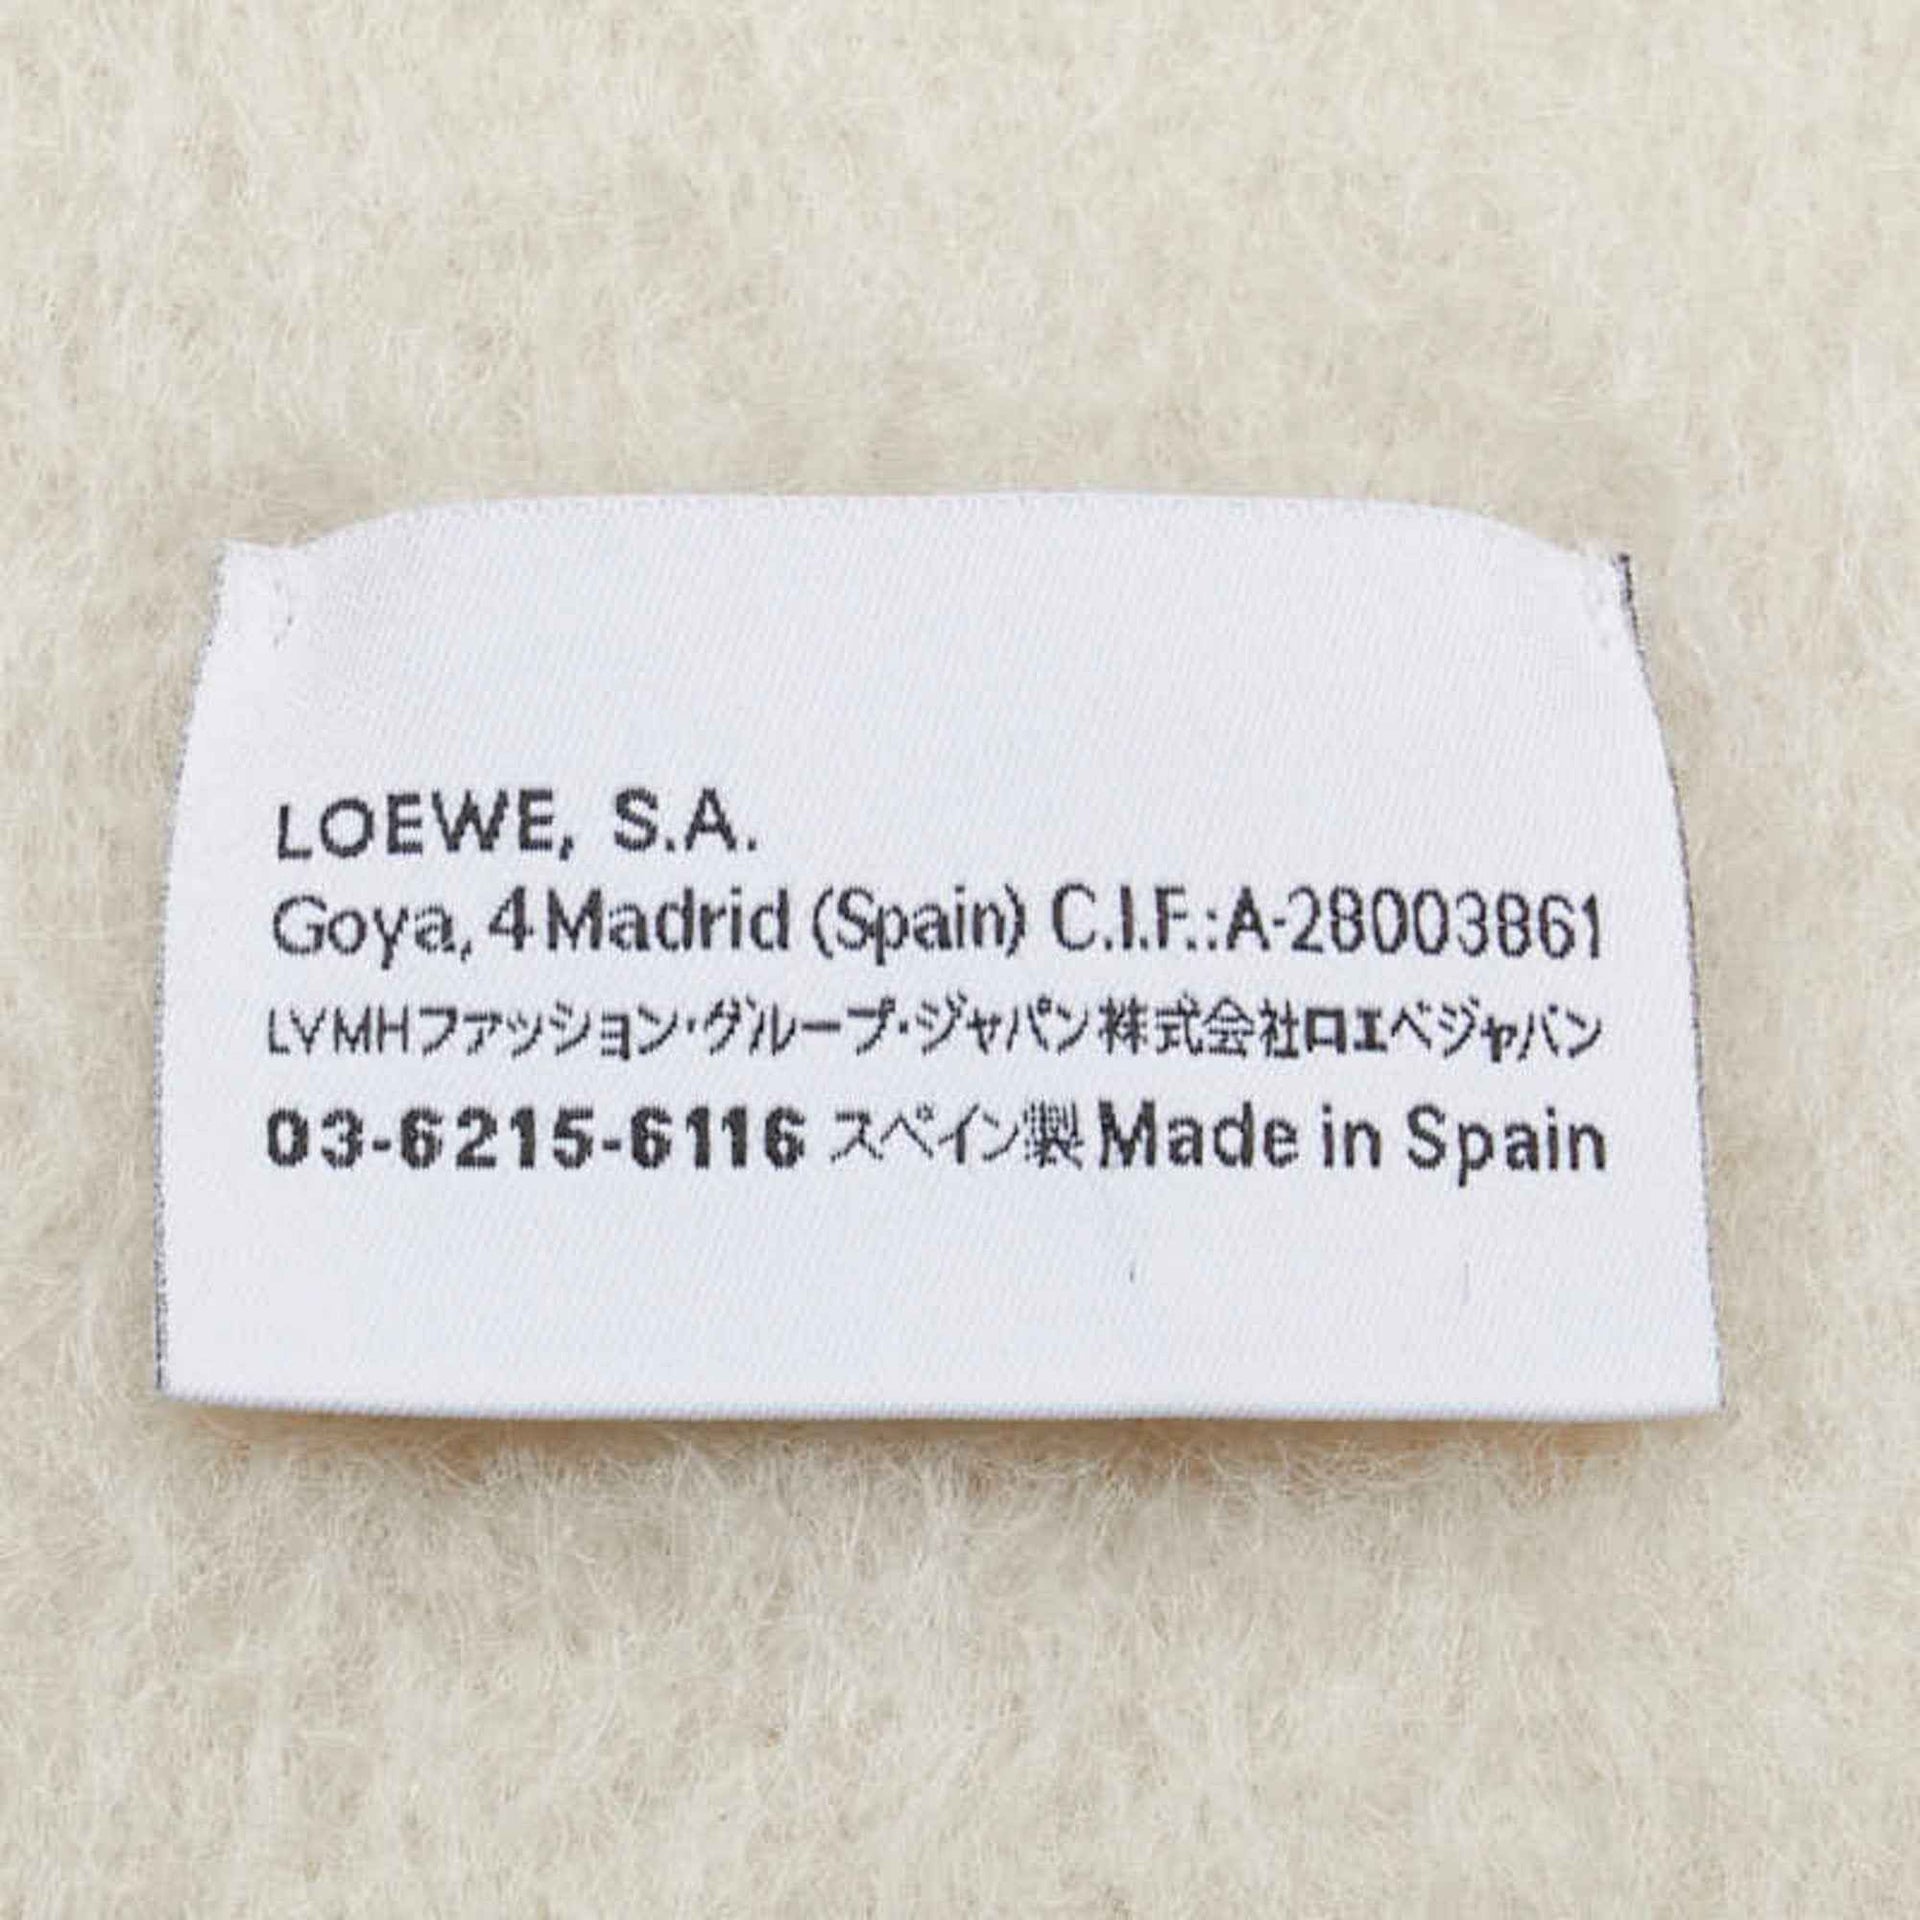 LOEWE, S.A.
Goya, 4 Madrid (Spain) C.I.F.:A-28003861
LVMHファッション・グループ・ジャパン株式会社ロエベジャパン
03-6215-6116 スペイン製 Made in Spain